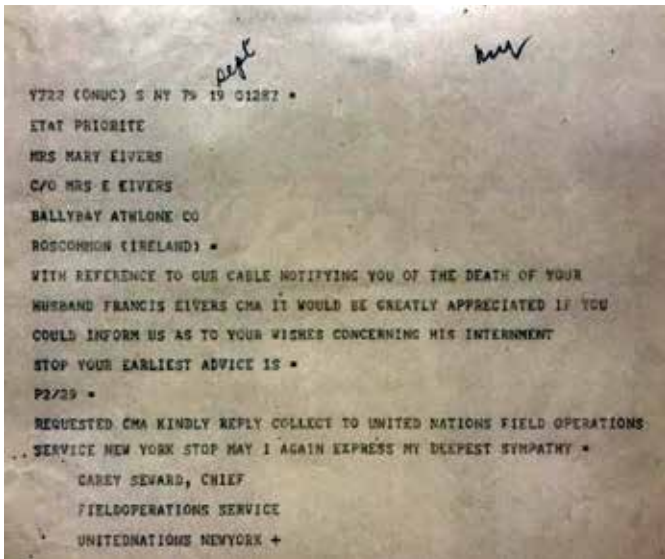 Sept
Y722 (ONUC) S NY 79 19 0128Z =
ETAT PRIORITE
MRS MARY EIVERS
C/O MRS E EIVERS
BALLYBAY ATHLONE CO
ROSCOMMON (IRELAND) =
WITH REFERENCE TO OUR CABLE NOTIFYING YOU OF THE DEATH OF YOUR
HUSBAND FRANCIS EIVERS CMA IT WOULD BE GREATLY APPRECIATED IF YOU
COULD INFORM US AS TO YOUR WISHES CONCERNING HIS INTERNMENT
STOP YOUR EARLIEST ADVICE IS =
P2/29 =
REQUESTED CMA KINDLY REPLY COLLECT TO UNITED NATIONS FIELD OPERATIONS
SERVICE NEW YORK STOP MAY I AGAIN EXPRESS MY DEEPEST SYMPATHY =
CAREY SEWARD, CHIEF
FIELDOPERATIONS SERVICE
UNITEDNATIONS NEWYORK +